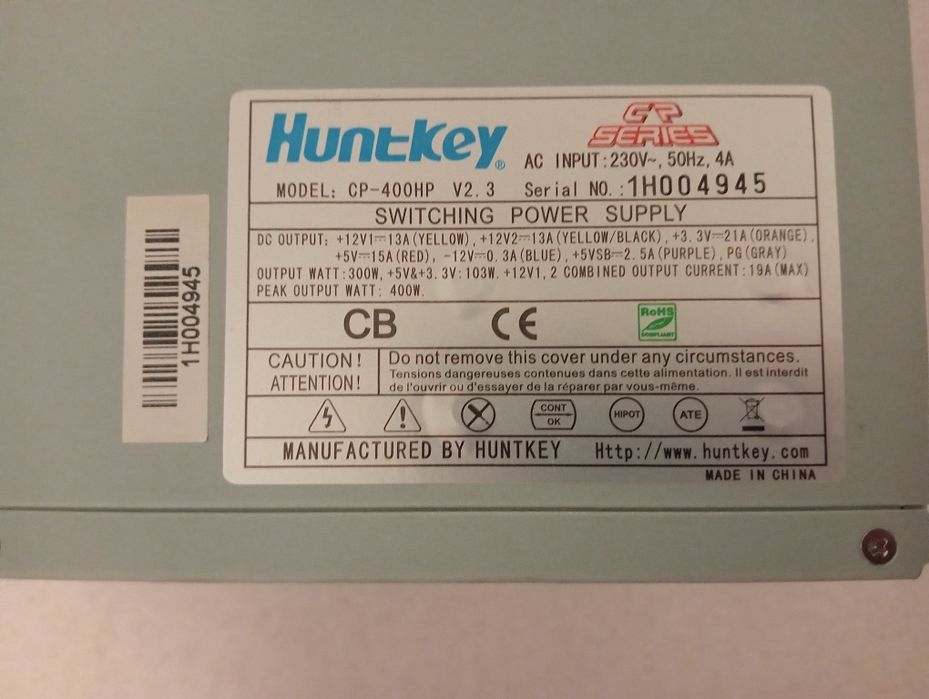 Huntkey®
CP
SERIES
AC INPUT:230V~, 50Hz, 4A
MODEL: CP-400HP V2.3 Serial NO.:1H004945
SWITCHING POWER SUPPLY
DC OUTPUT: +12V1⎓13A(YELLOW), +12V2⎓13A(YELLOW/BLACK), +3.3V⎓21A(ORANGE),
+5V⎓15A(RED), -12V⎓0.3A(BLUE), +5VSB⎓2.5A(PURPLE), PG(GRAY)
OUTPUT WATT:300W, +5V&+3.3V:103W. +12V1, 2 COMBINED OUTPUT CURRENT:19A(MAX)
PEAK OUTPUT WATT: 400W.
CB CE RoHS
COMPLIANT
CAUTION!
ATTENTION!
Do not remove this cover under any circumstances.
Tensions dangereuses contenues dans cette alimentation. Il est interdit
de l'ouvrir ou d'essayer de la réparer par vous-même.
CONT
OK
HIPOT
ATE
MANUFACTURED BY HUNTKEY Http://www.huntkey.com
MADE IN CHINA
1H004945